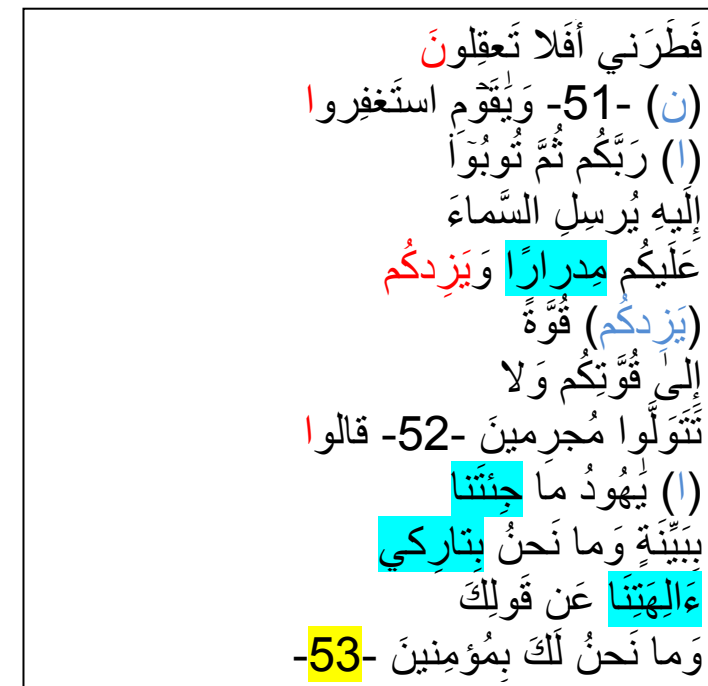 فَطَرَني أَفَلا تَعقِلونَ
(ن) -51- وَيَٰقَوۡمِ استَغفِروا
(ا) رَبَّكُم ثُمَّ تُوبُوٓاْ
إِلَيهِ يُرسِلِ السَّماءَ
عَلَيكُم مِدرارًا وَيَزِدكُم
(يَزِدكُم) قُوَّةً
إِلىٰ قُوَّتِكُم وَلا
تَتَوَلَّوا مُجرِمينَ -52- قالوا
(ا) يَٰهُودُ ما جِئتَنا
بِبَيِّنَةٍ وَما نَحنُ بِتارِكي
ءَالِهَتِنَا عَن قَولِكَ
وَما نَحنُ لَكَ بِمُؤمِنينَ -53-